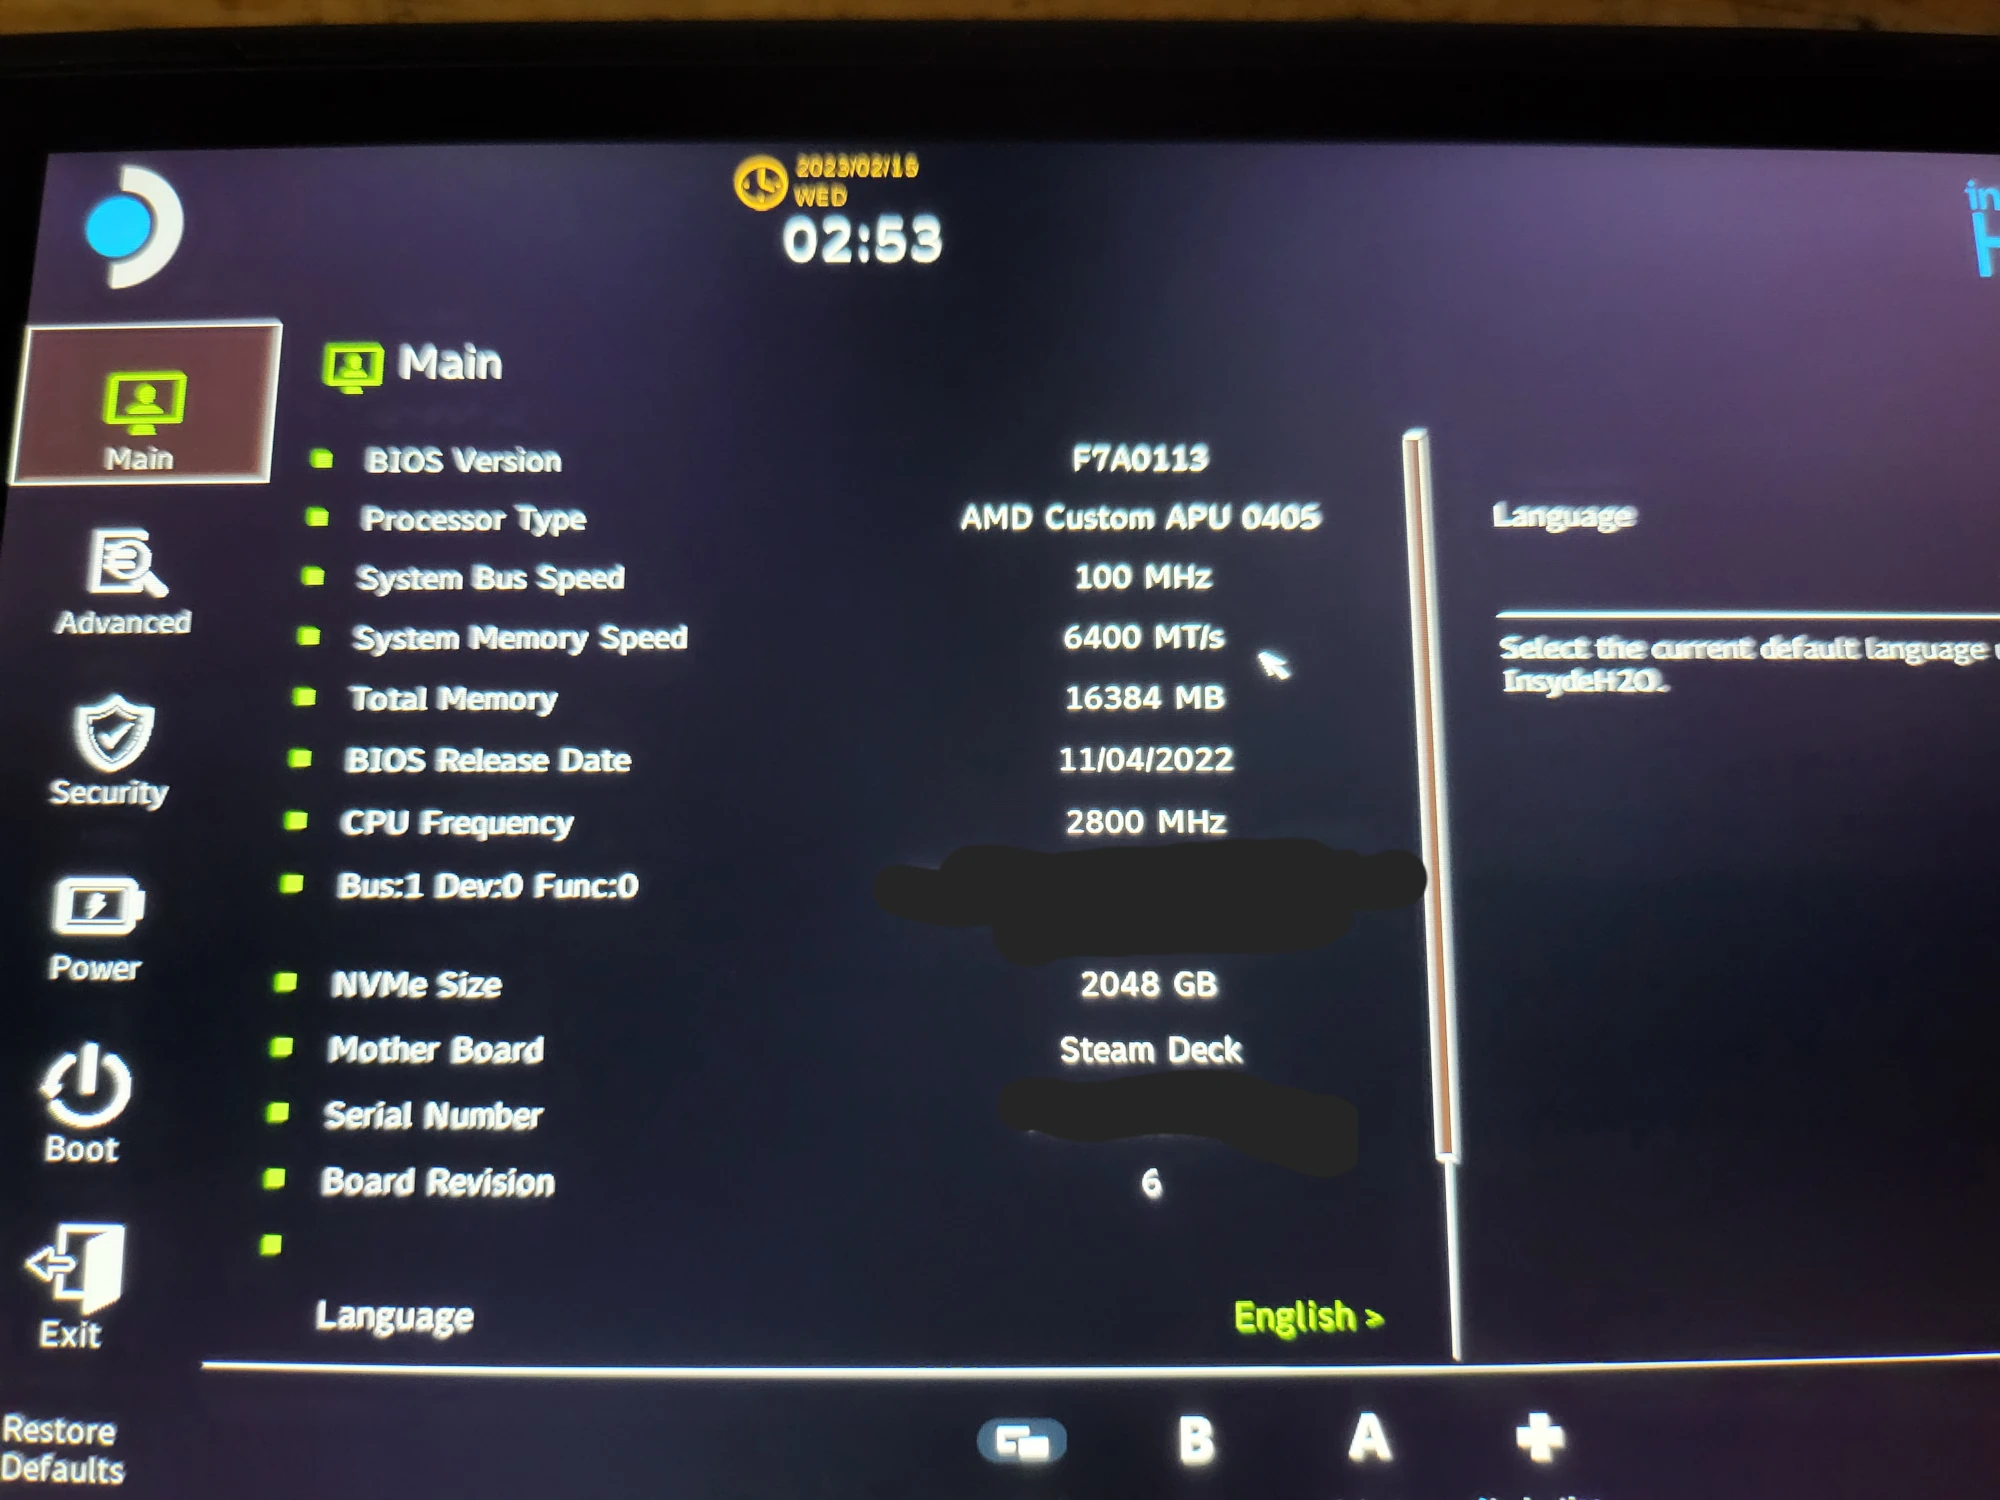 2023/02/15
WED
02:53
in
H
Main
Main
BIOS Version F7A0113
Processor Type AMD Custom APU 0405
System Bus Speed 100 MHz
System Memory Speed 6400 MT/s
Total Memory 16384 MB
BIOS Release Date 11/04/2022
CPU Frequency 2800 MHz
Bus:1 Dev:0 Func:0
NVMe Size 2048 GB
Mother Board Steam Deck
Serial Number
Board Revision 6
Language English >
Advanced
Security
Power
Boot
Exit
Restore
Defaults
Language
Select the current default language
InsydeH2O.
B A